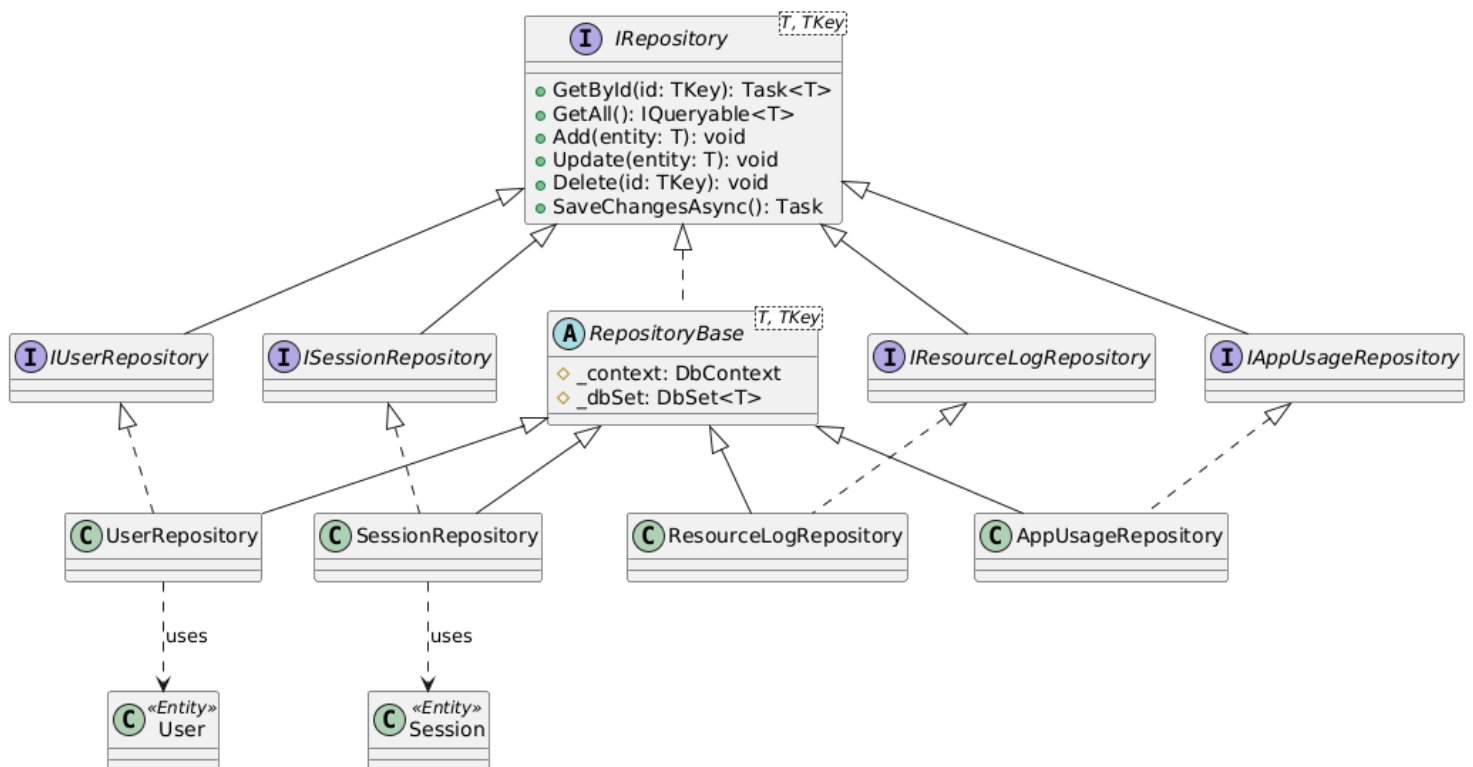 T, TKey
I IRepository
GetById(id: TKey): Task<T>
GetAll(): IQueryable<T>
Add(entity: T): void
Update(entity: T): void
Delete(id: TKey): void
SaveChangesAsync(): Task
I IUserRepository
I ISessionRepository
T, TKey
A RepositoryBase
_context: DbContext
_dbSet: DbSet<T>
I IResourceLogRepository
I IAppUsageRepository
C UserRepository
C SessionRepository
C ResourceLogRepository
C AppUsageRepository
uses
uses
C «Entity»
User
C «Entity»
Session